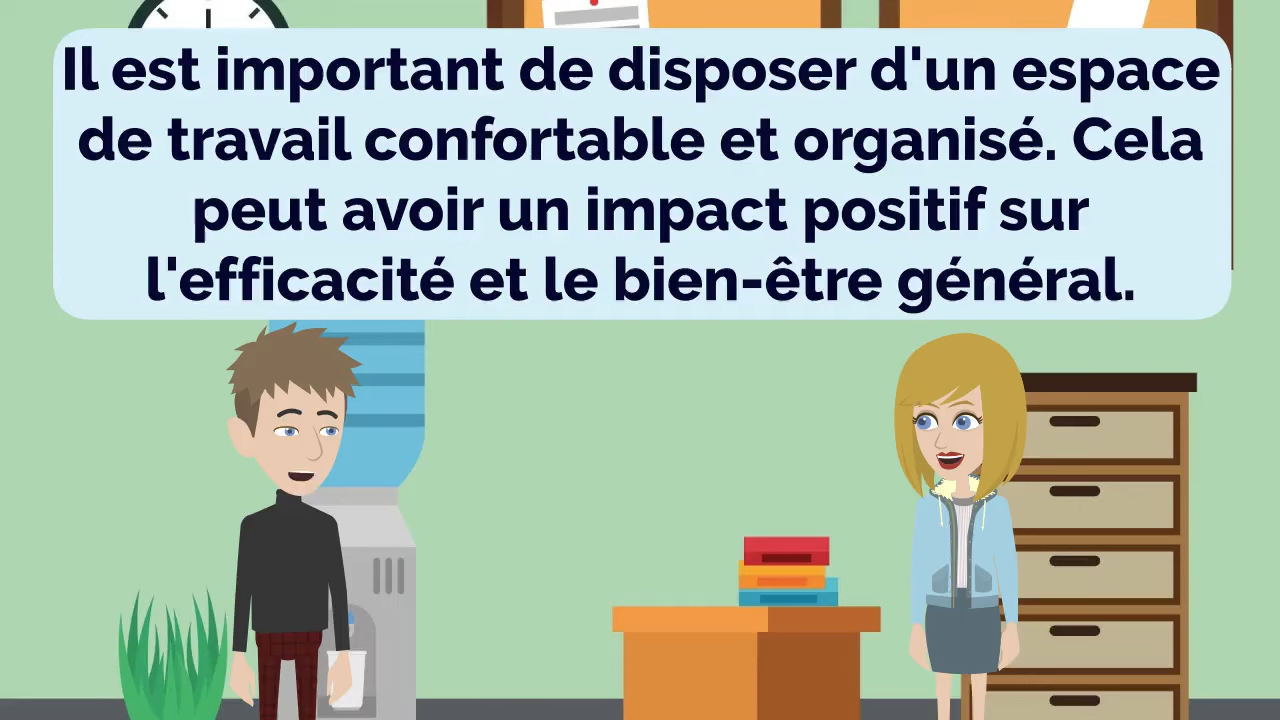 Il est important de disposer d'un espace
de travail confortable et organisé. Cela
peut avoir un impact positif sur
l'efficacité et le bien-être général.